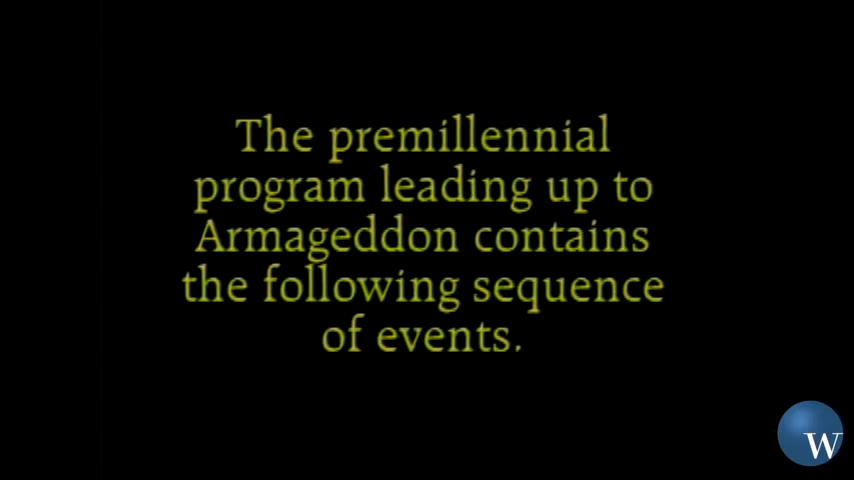 The premillennial
program leading up to
Armageddon contains
the following sequence
of events.
W